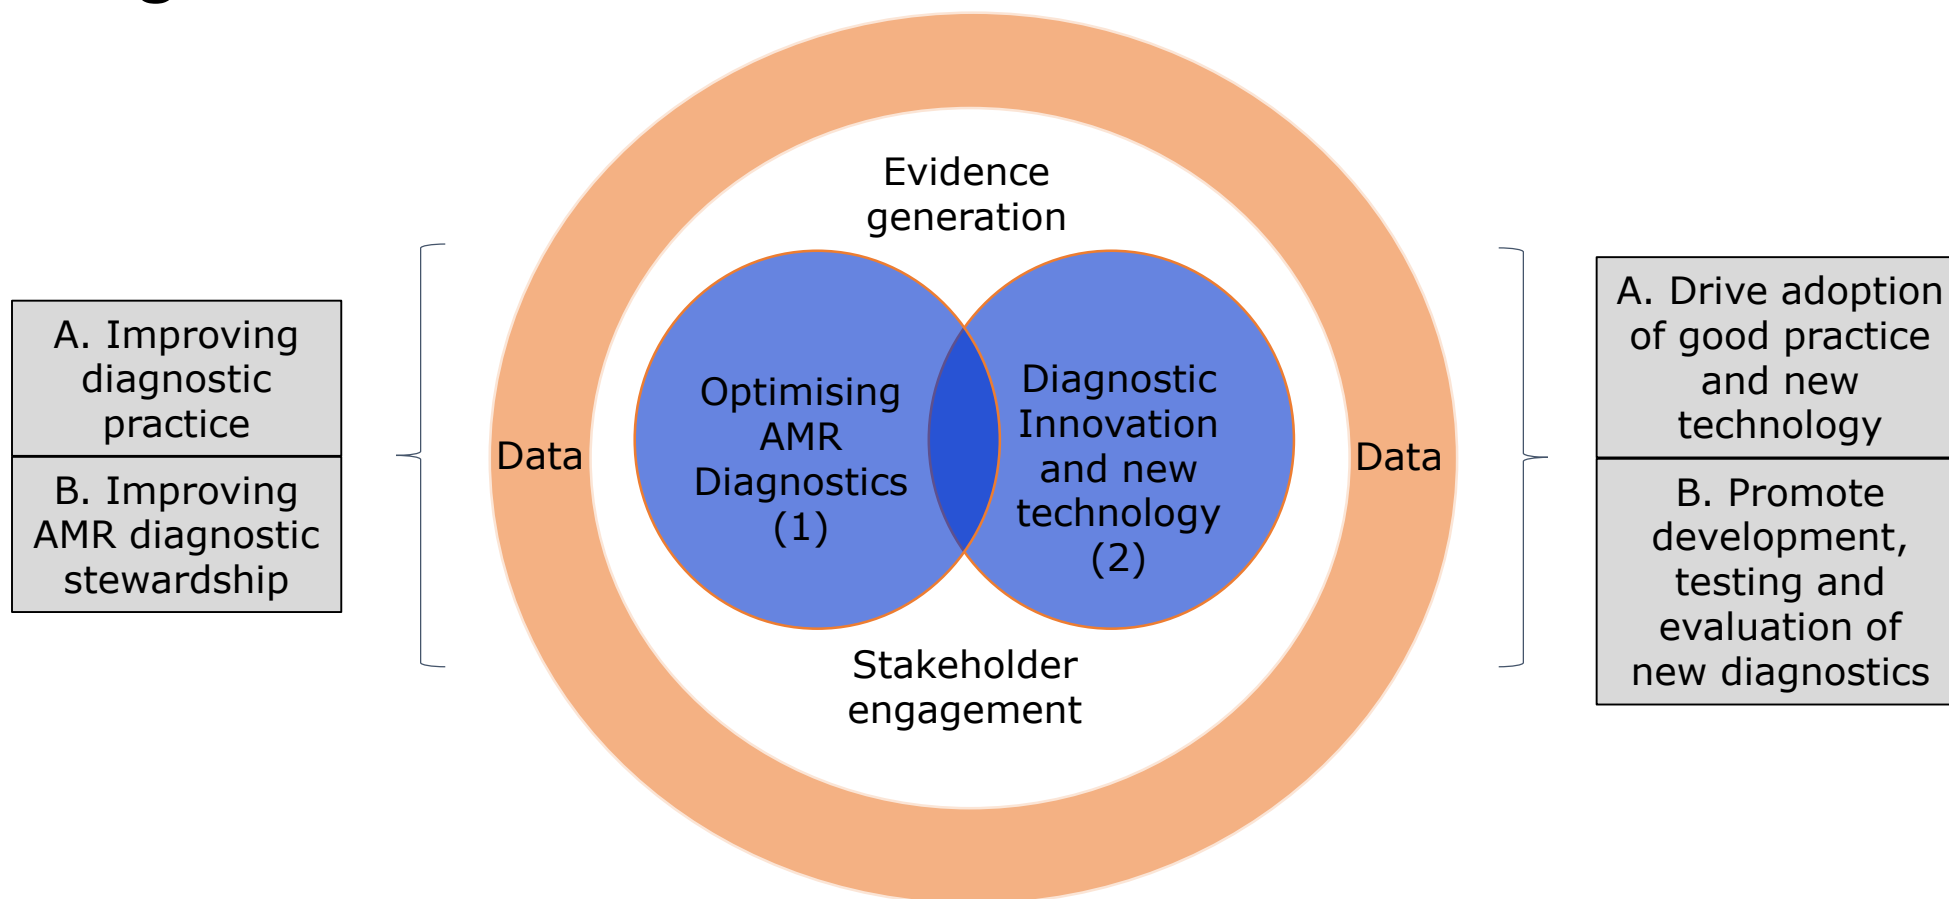 Evidence
generation
A. Improving
diagnostic
practice
B. Improving
AMR diagnostic
stewardship
Data
Optimising
AMR
Diagnostics
(1)
Diagnostic
Innovation
and new
technology
(2)
Data
Stakeholder
engagement
A. Drive adoption
of good practice
and new
technology
B. Promote
development,
testing and
evaluation of
new diagnostics